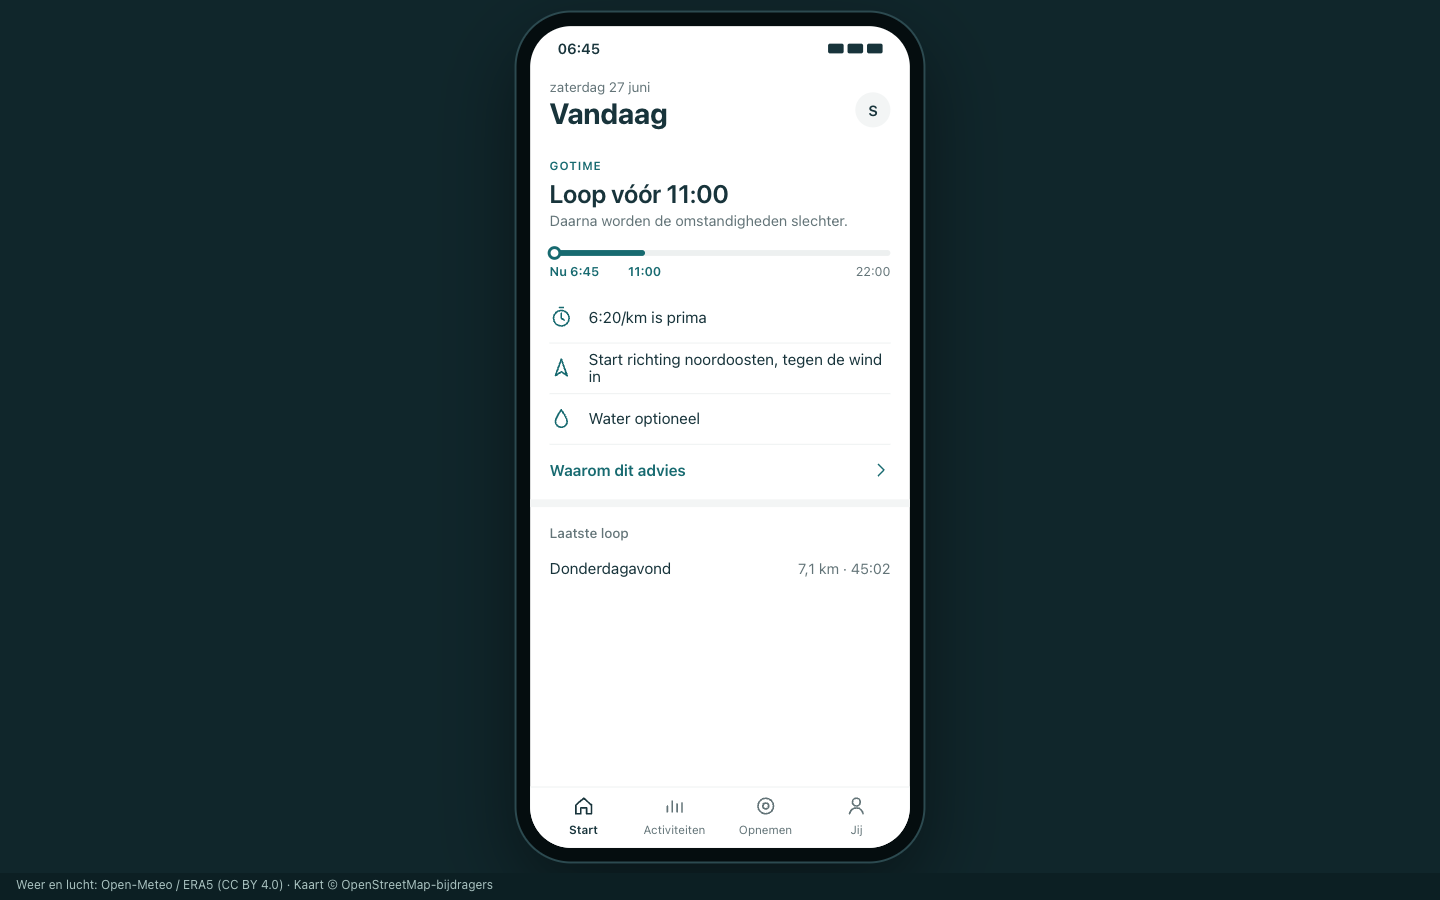 06:45
zaterdag 27 juni
Vandaag
S
GOTIME
Loop vóór 11:00
Daarna worden de omstandigheden slechter.
Nu 6:45 11:00 22:00
6:20/km is prima
Start richting noordoosten, tegen de wind
in
Water optioneel
Waarom dit advies
Laatste loop
Donderdagavond 7,1 km · 45:02
Start Activiteiten Opnemen Jij
Weer en lucht: Open-Meteo / ERA5 (CC BY 4.0) · Kaart © OpenStreetMap-bijdragers